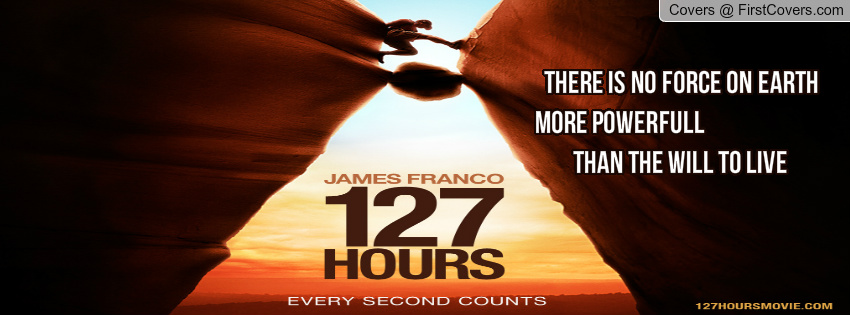 Covers @ FirstCovers.com
THERE IS NO FORCE ON EARTH
MORE POWERFULL
THAN THE WILL TO LIVE
JAMES FRANCO
127
HOURS
EVERY SECOND COUNTS
127HOURSMOVIE.COM